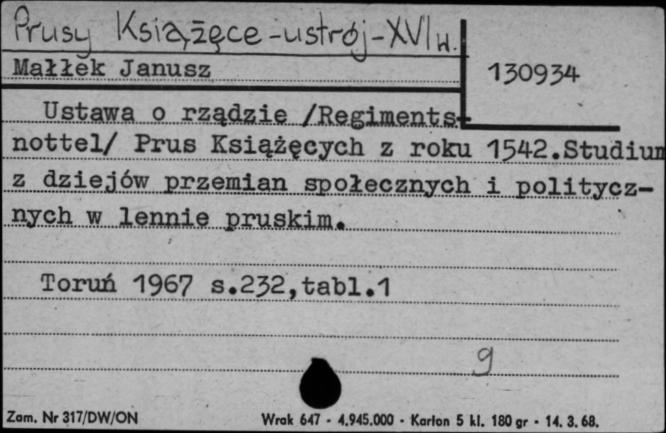 Prusy Książęce-ustrój-XVI w.
Małłek Janusz
130934
Ustawa o rządzie /Regiments-
nottel/ Prus Książęcych z roku 1542.Studium
z dziejów przemian społecznych i politycz-
nych w lennie pruskim.
Toruń 1967 s.232,tabl.1
9
Zam. Nr 317/DW/ON
Wrak 647 - 4.945.000 - Karton 5 kl. 180 gr - 14. 3. 68.